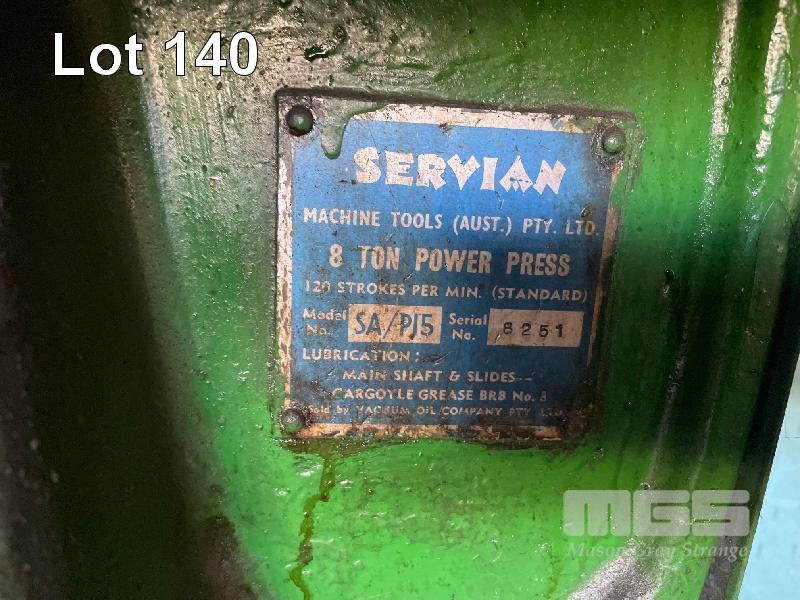 Lot 140
SERVIAN
MACHINE TOOLS (AUST.) PTY. LTD.
8 TON POWER PRESS
120 STROKES PER MIN. (STANDARD)
Model No. SA/PJ5 Serial No. 8251
LUBRICATION:
MAIN SHAFT & SLIDES--
GARGOYLE GREASE BRB No. 3
Sold by VACUUM OIL COMPANY PTY. LTD.
MGS
Mason Gray Strange